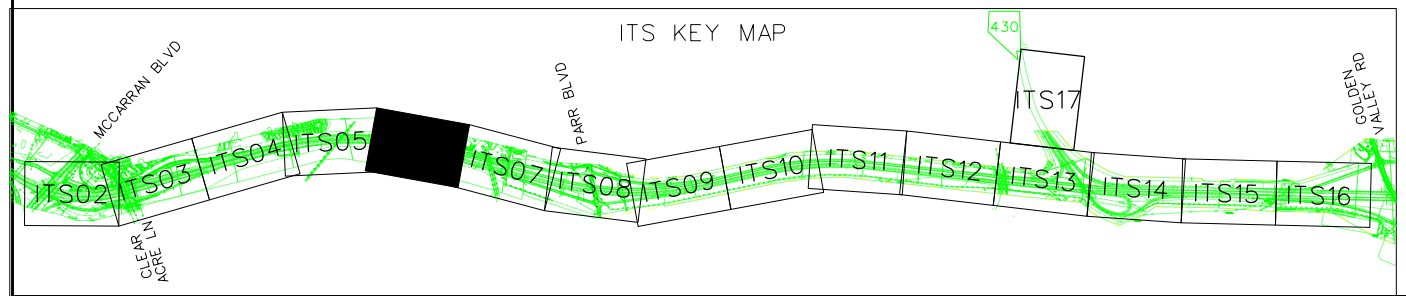 ITS KEY MAP
430
MCCARRAN BLVD
PARR BLVD
GOLDEN
VALLEY RD
ITS17
ITS02
ITS03
ITS04
ITS05
ITS07
ITS08
ITS09
ITS10
ITS11
ITS12
ITS13
ITS14
ITS15
ITS16
CLEAR
ACRE LN